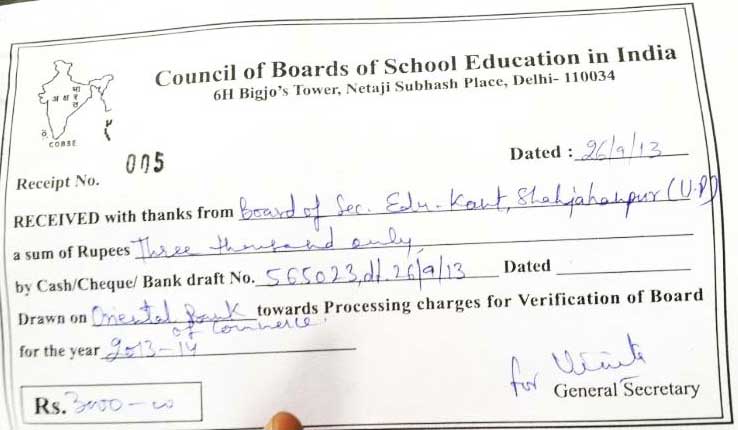 Council of Boards of School Education in India
6H Bigjo's Tower, Netaji Subhash Place, Delhi- 110034
भा
अ क्ष र
त
COBSE
Receipt No. 005
Dated : 26/9/13
RECEIVED with thanks from Board of Sec. Edu. Kant, Shahjahanpur (U.P)
a sum of Rupees Three thousand only,
by Cash/Cheque/ Bank draft No. 565023, dt. 26/9/13 Dated
Drawn on Oriental Bank of Commerce. towards Processing charges for Verification of Board
for the year 2013-14
for
General Secretary
Rs. 3000-00